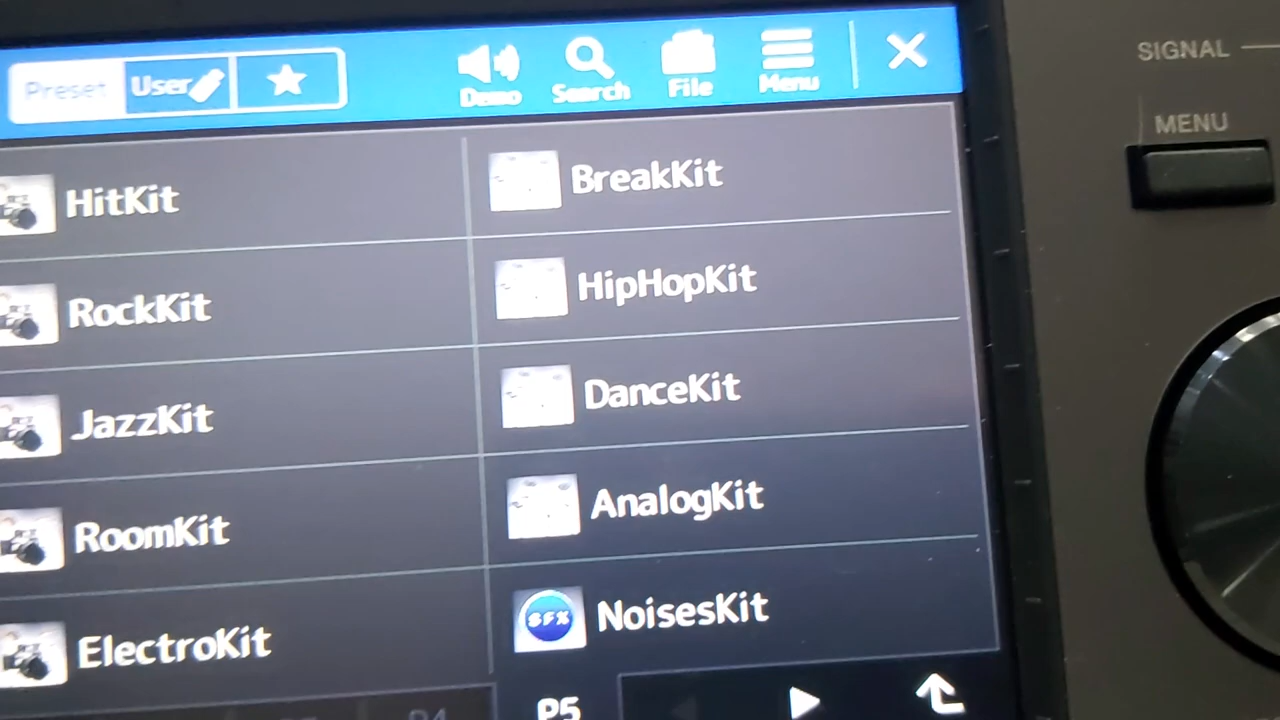 Preset User Demo Search File Menu
SIGNAL
MENU
HitKit
RockKit
JazzKit
RoomKit
ElectroKit
BreakKit
HipHopKit
DanceKit
AnalogKit
SFX NoisesKit
P4 P5